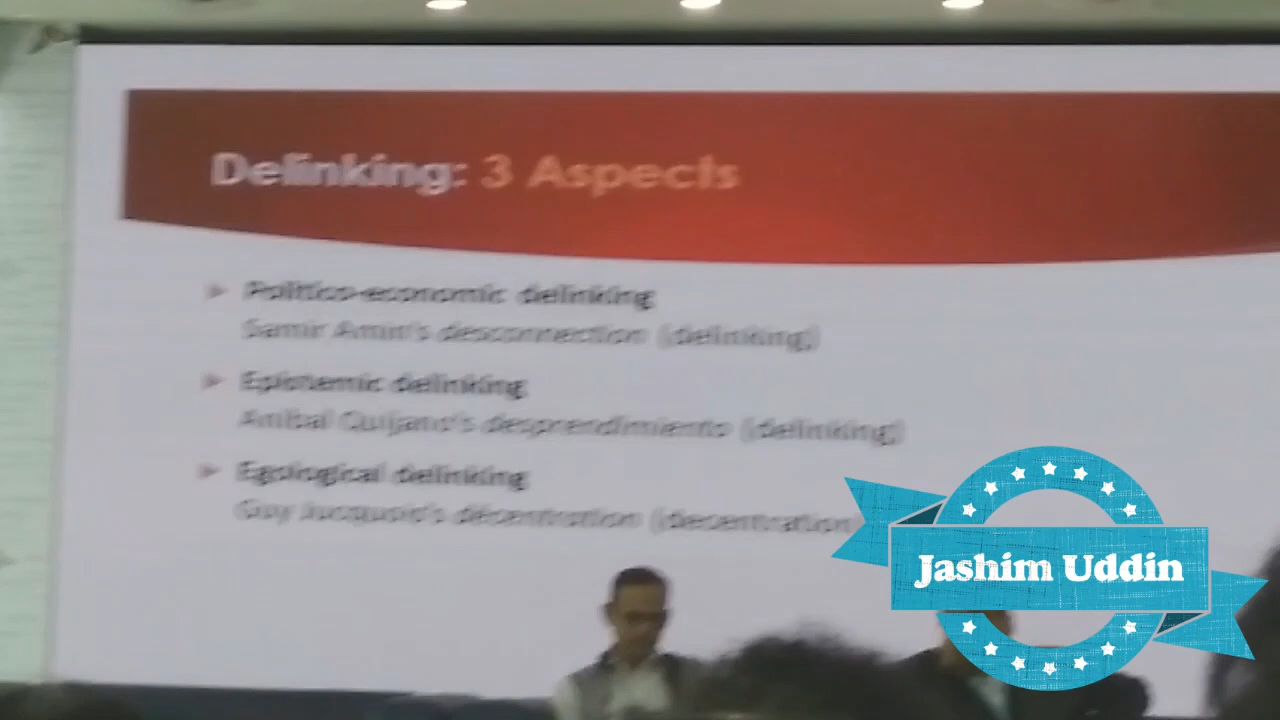 Delinking: 3 Aspects
Politico-economic delinking
Samir Amin's desconnection (delinking)
Epistemic delinking
Anibal Quijano's desprendimiento (delinking)
Egological delinking
Guy Jucquois's décentration (decentration
Jashim Uddin